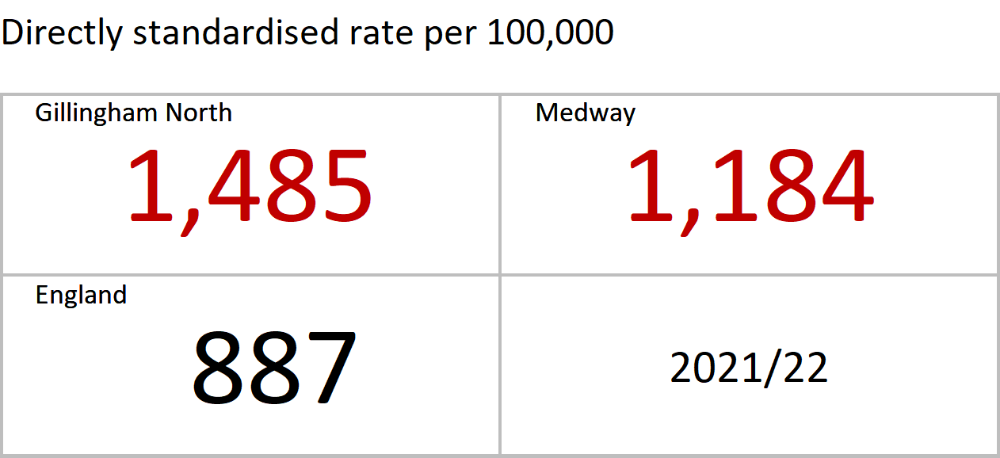 Directly standardised rate per 100,000
Gillingham North
1,485
Medway
1,184
England
887
2021/22